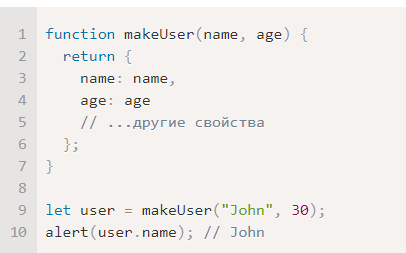 1 function makeUser(name, age) {
2   return {
3     name: name,
4     age: age
5     // ...другие свойства
6   };
7 }
8
9 let user = makeUser("John", 30);
10 alert(user.name); // John